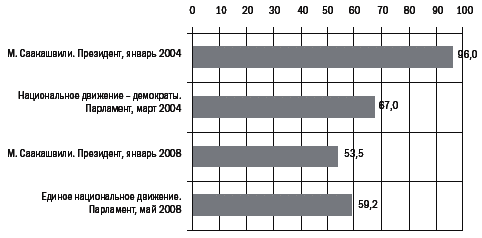 0 10 20 30 40 50 60 70 80 90 100
М. Саакашвили. Президент, январь 2004
96,0
Национальное движение – демократы.
Парламент, март 2004
67,0
М. Саакашвили. Президент, январь 2008
53,5
Единое национальное движение.
Парламент, май 2008
59,2